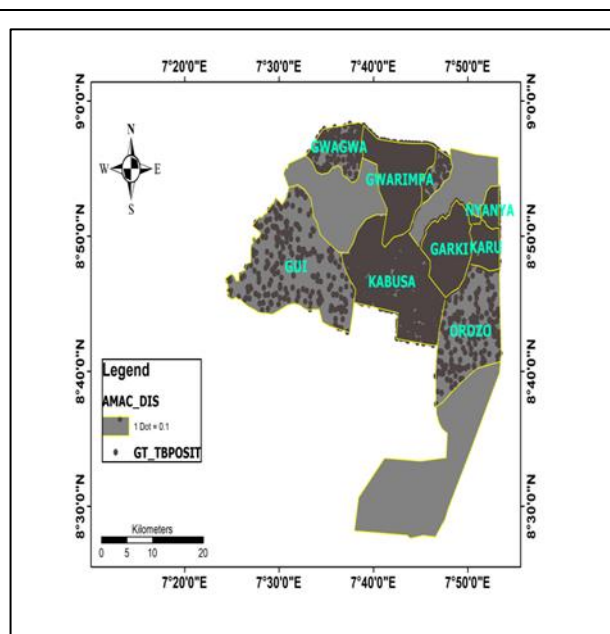 7°20'0"E 7°30'0"E 7°40'0"E 7°50'0"E
9°0'0"N 9°0'0"N
N
W E
S
GWAGWA
GWARIMPA
NYANYA
8°50'0"N 8°50'0"N
GARKI KARU
GUI
KABUSA
OROZO
8°40'0"N 8°40'0"N
Legend
AMAC_DIS
1 Dot = 0.1
GT_TBPOSIT
8°30'0"N 8°30'0"N
Kilometers
0 5 10 20
7°20'0"E 7°30'0"E 7°40'0"E 7°50'0"E